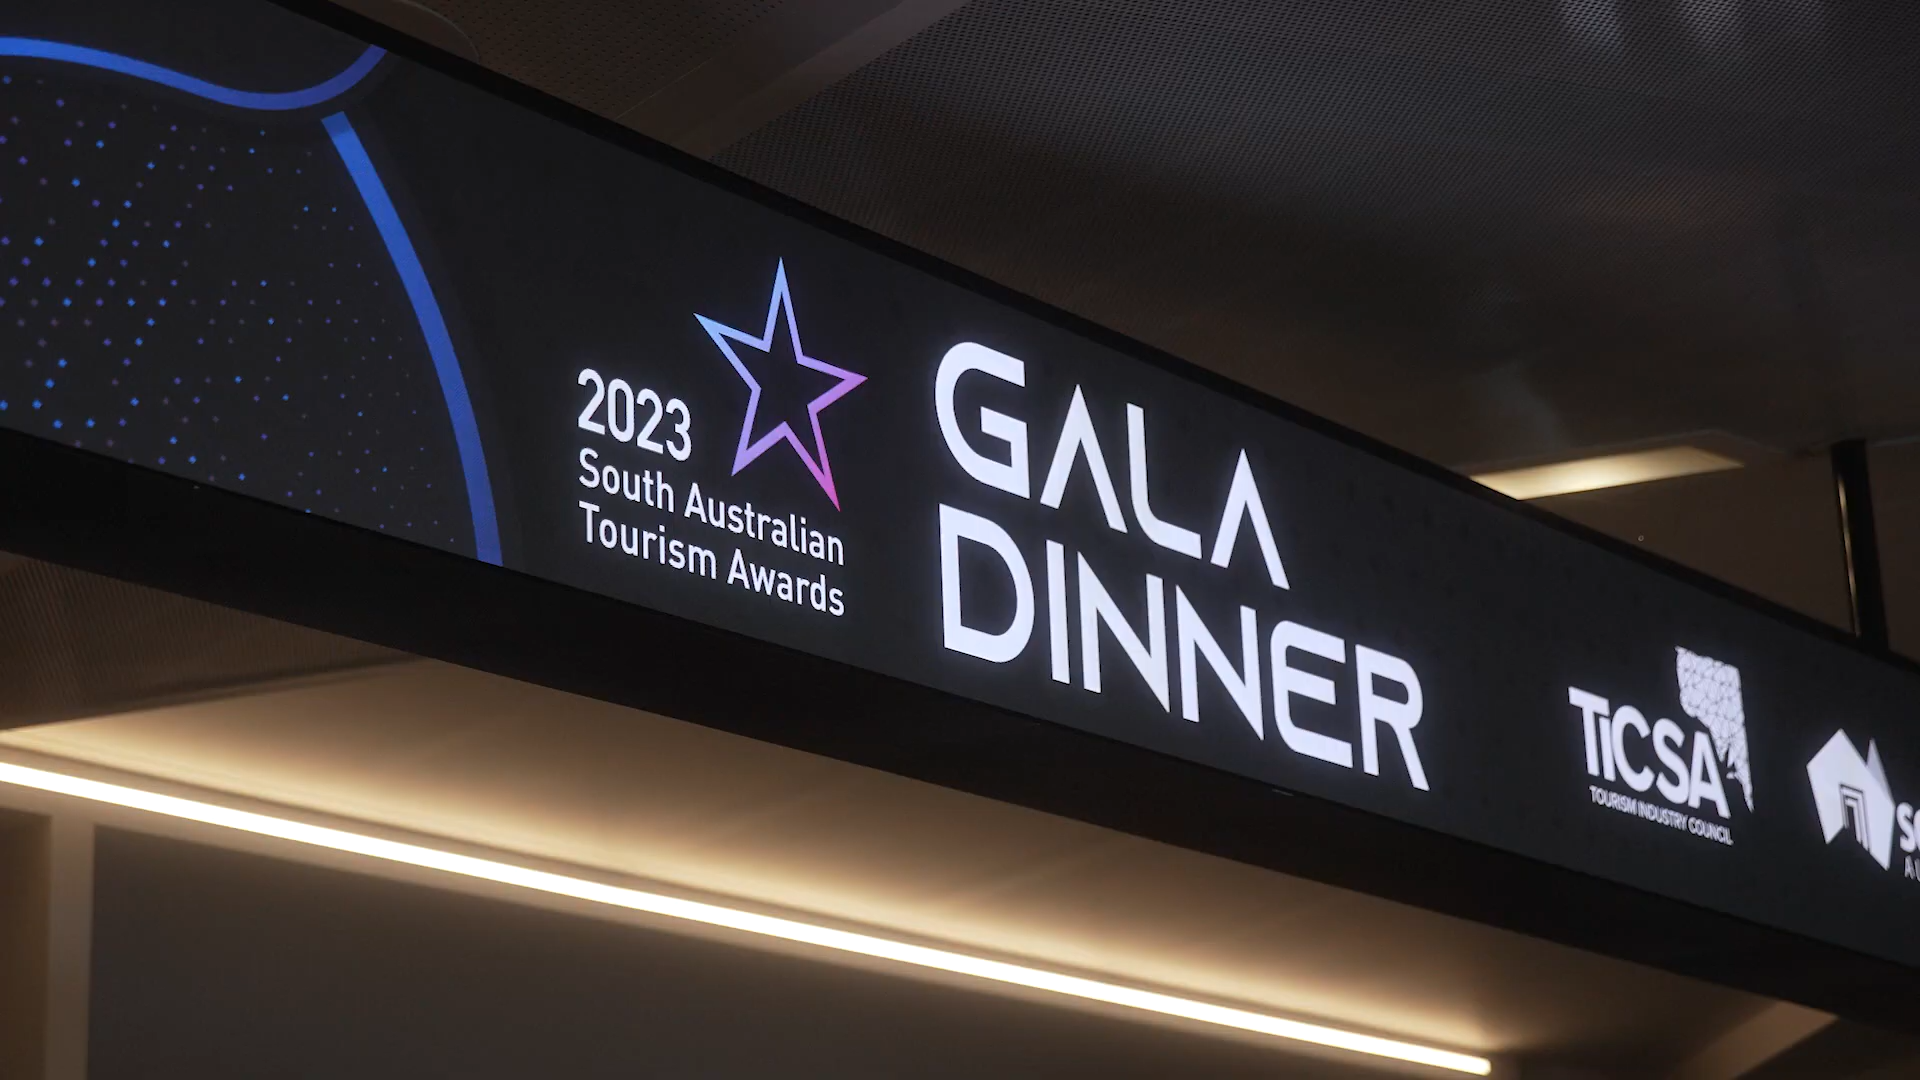 2023
South Australian
Tourism Awards
GALA
DINNER
TiCSA
TOURISM INDUSTRY COUNCIL